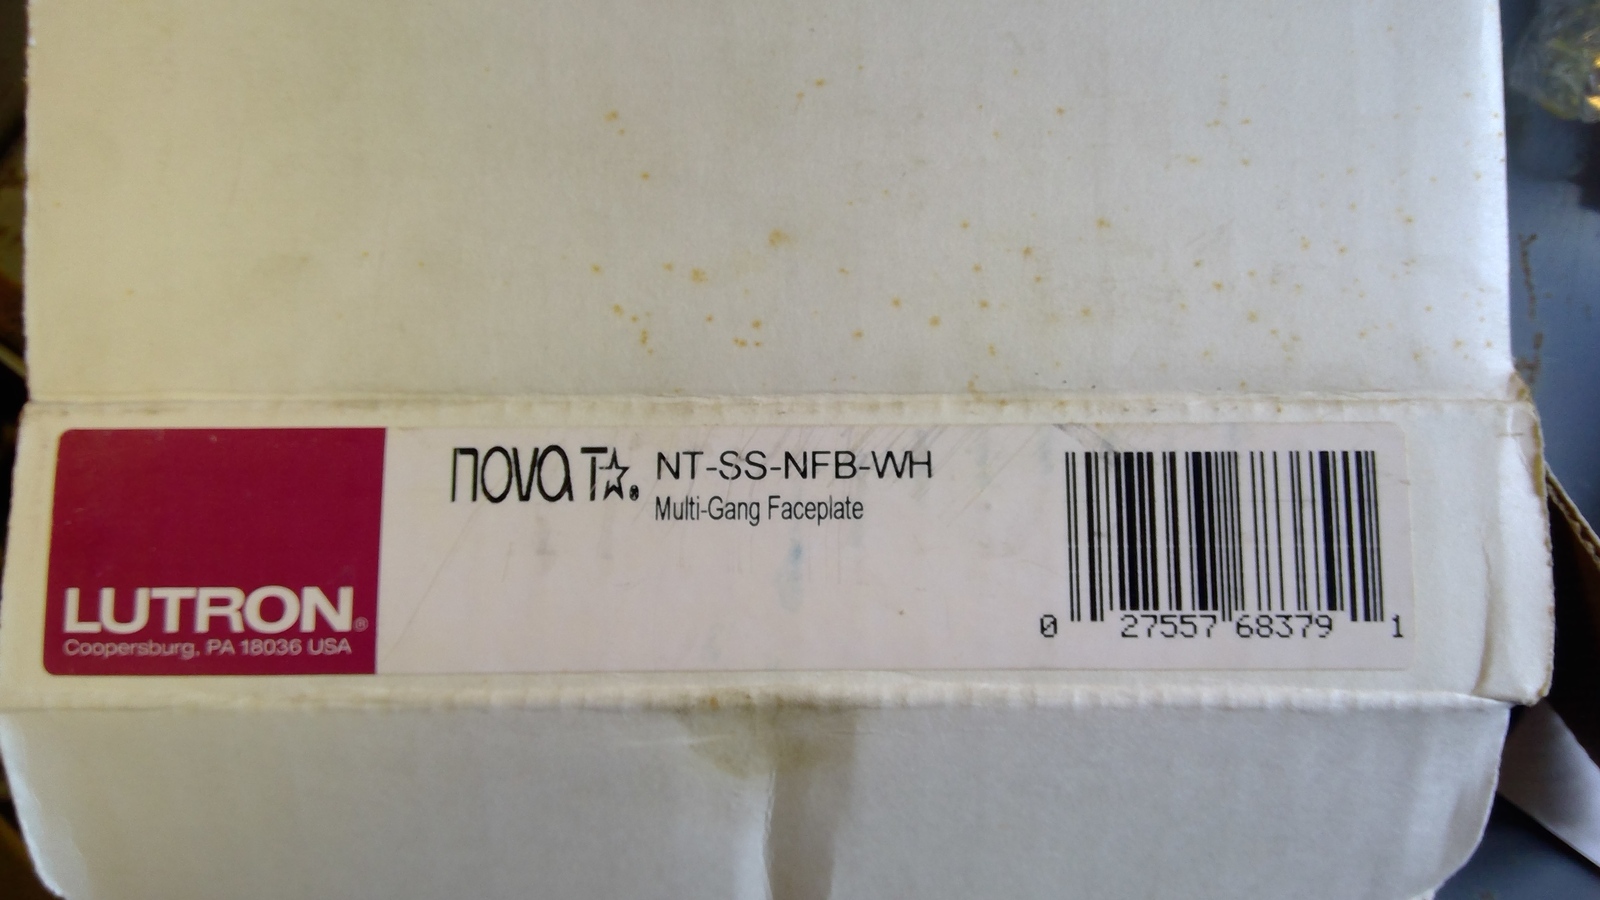 nova T☆® NT-SS-NFB-WH
Multi-Gang Faceplate
LUTRON®
Coopersburg, PA 18036 USA
0 27557 68379 1